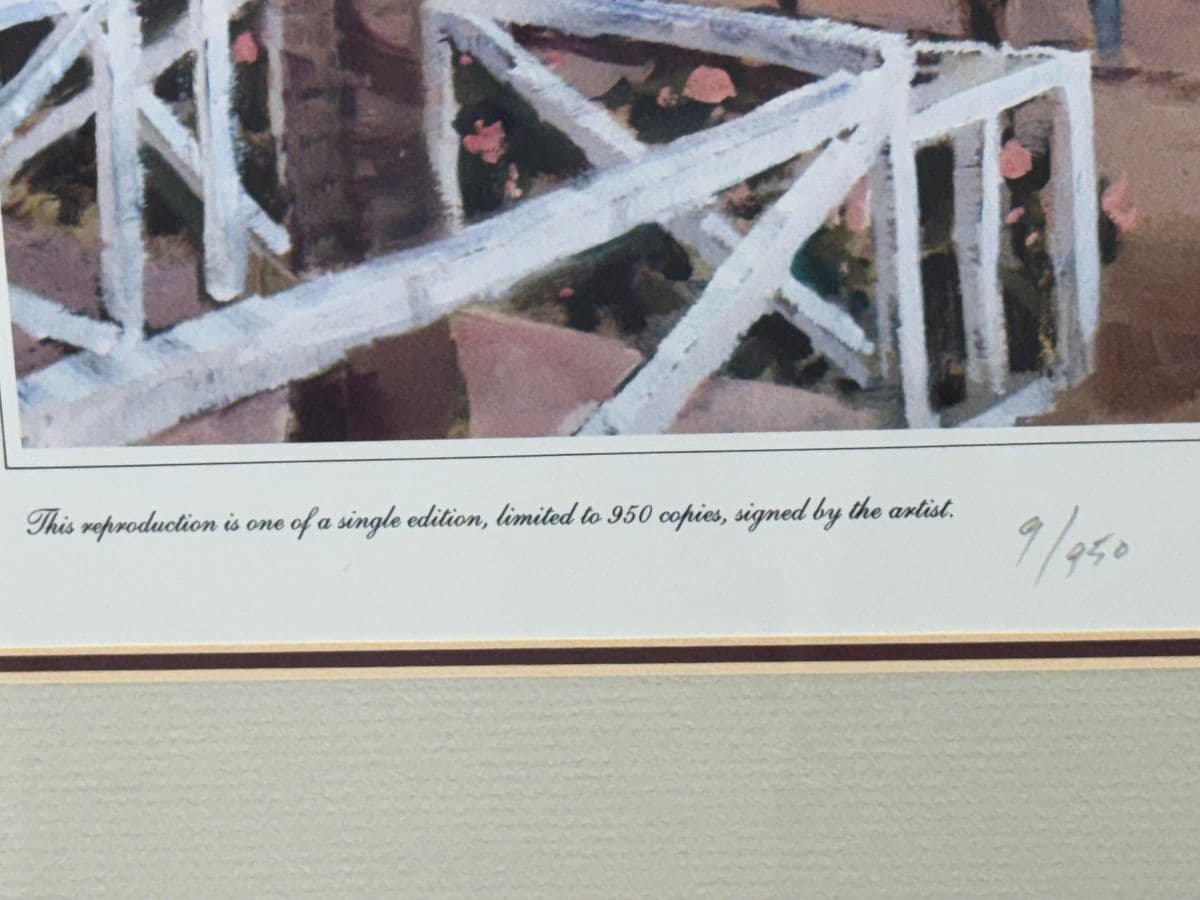 This reproduction is one of a single edition, limited to 950 copies, signed by the artist.
9/950